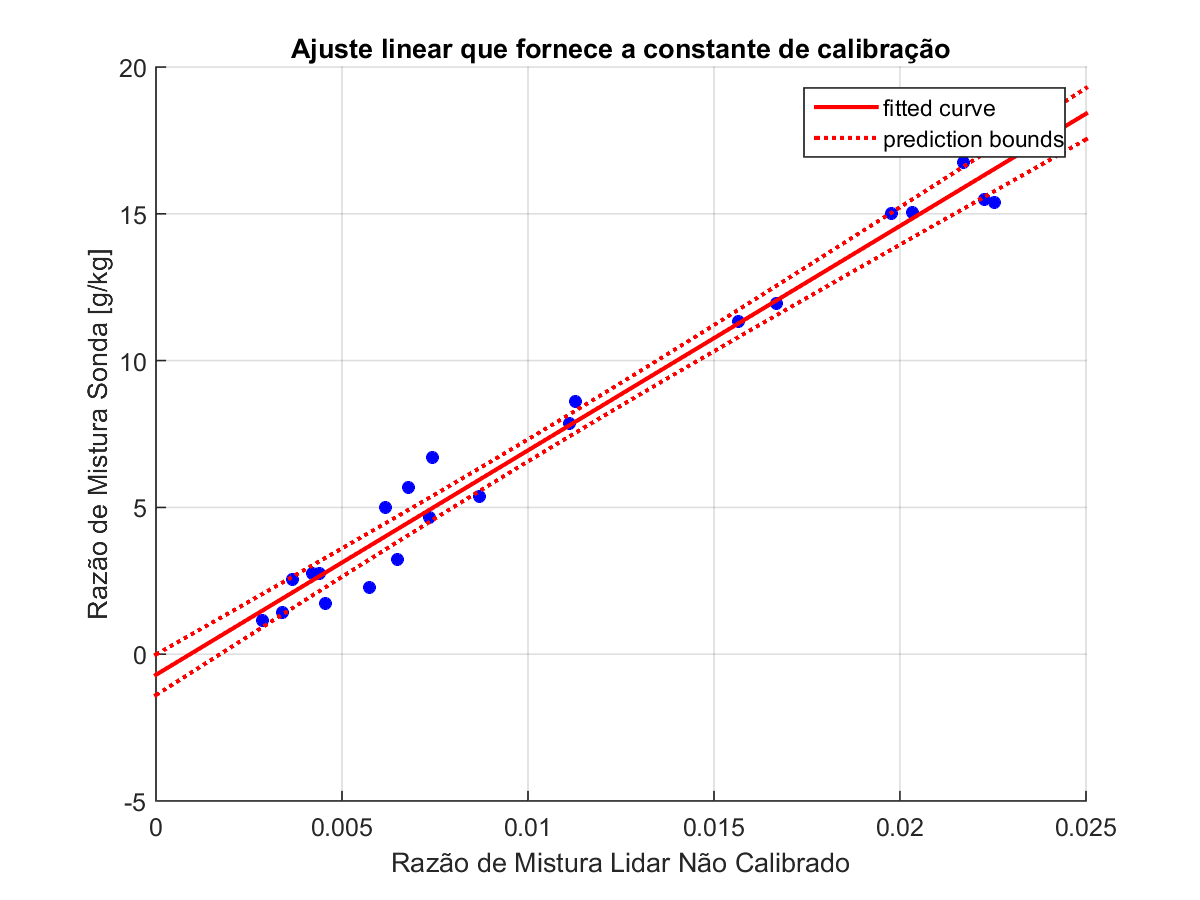 Ajuste linear que fornece a constante de calibração
fitted curve
prediction bounds
Razão de Mistura Sonda [g/kg]
20
15
10
5
0
-5
0
0.005
0.01
0.015
0.02
0.025
Razão de Mistura Lidar Não Calibrado